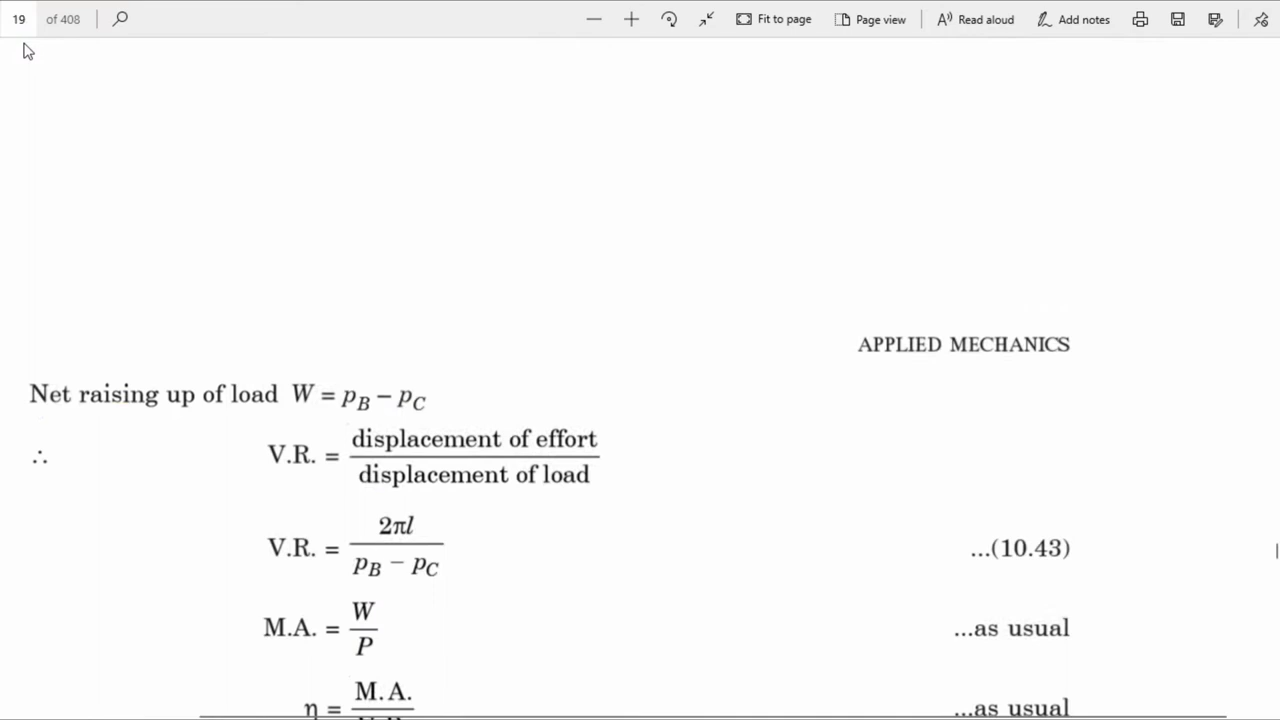 19 of 408 Fit to page Page view Read aloud Add notes
APPLIED MECHANICS
Net raising up of load W = p_B − p_C
∴ V.R. = displacement of effort / displacement of load
V.R. = 2πl / p_B − p_C ...(10.43)
M.A. = W / P ...as usual
η = M.A. / ...as usual